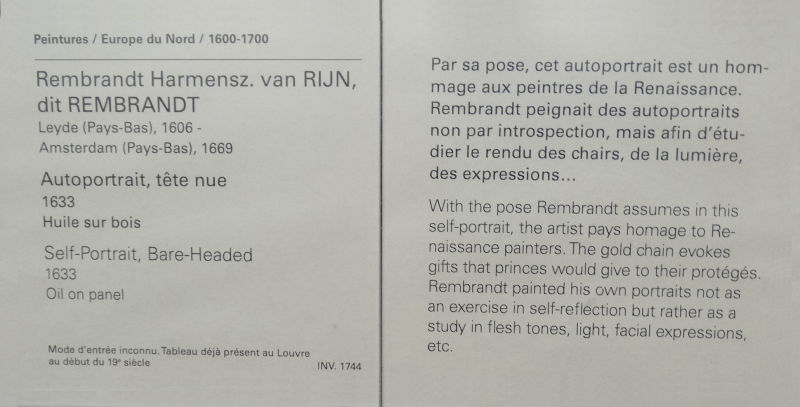 Peintures / Europe du Nord / 1600-1700
Rembrandt Harmensz. van RIJN,
dit REMBRANDT
Leyde (Pays-Bas), 1606 -
Amsterdam (Pays-Bas), 1669
Autoportrait, tête nue
1633
Huile sur bois
Self-Portrait, Bare-Headed
1633
Oil on panel
Mode d'entrée inconnu. Tableau déjà présent au Louvre
au début du 19e siècle
INV. 1744
Par sa pose, cet autoportrait est un hom-
mage aux peintres de la Renaissance.
Rembrandt peignait des autoportraits
non par introspection, mais afin d'étu-
dier le rendu des chairs, de la lumière,
des expressions...
With the pose Rembrandt assumes in this
self-portrait, the artist pays homage to Re-
naissance painters. The gold chain evokes
gifts that princes would give to their protégés.
Rembrandt painted his own portraits not as
an exercise in self-reflection but rather as a
study in flesh tones, light, facial expressions,
etc.